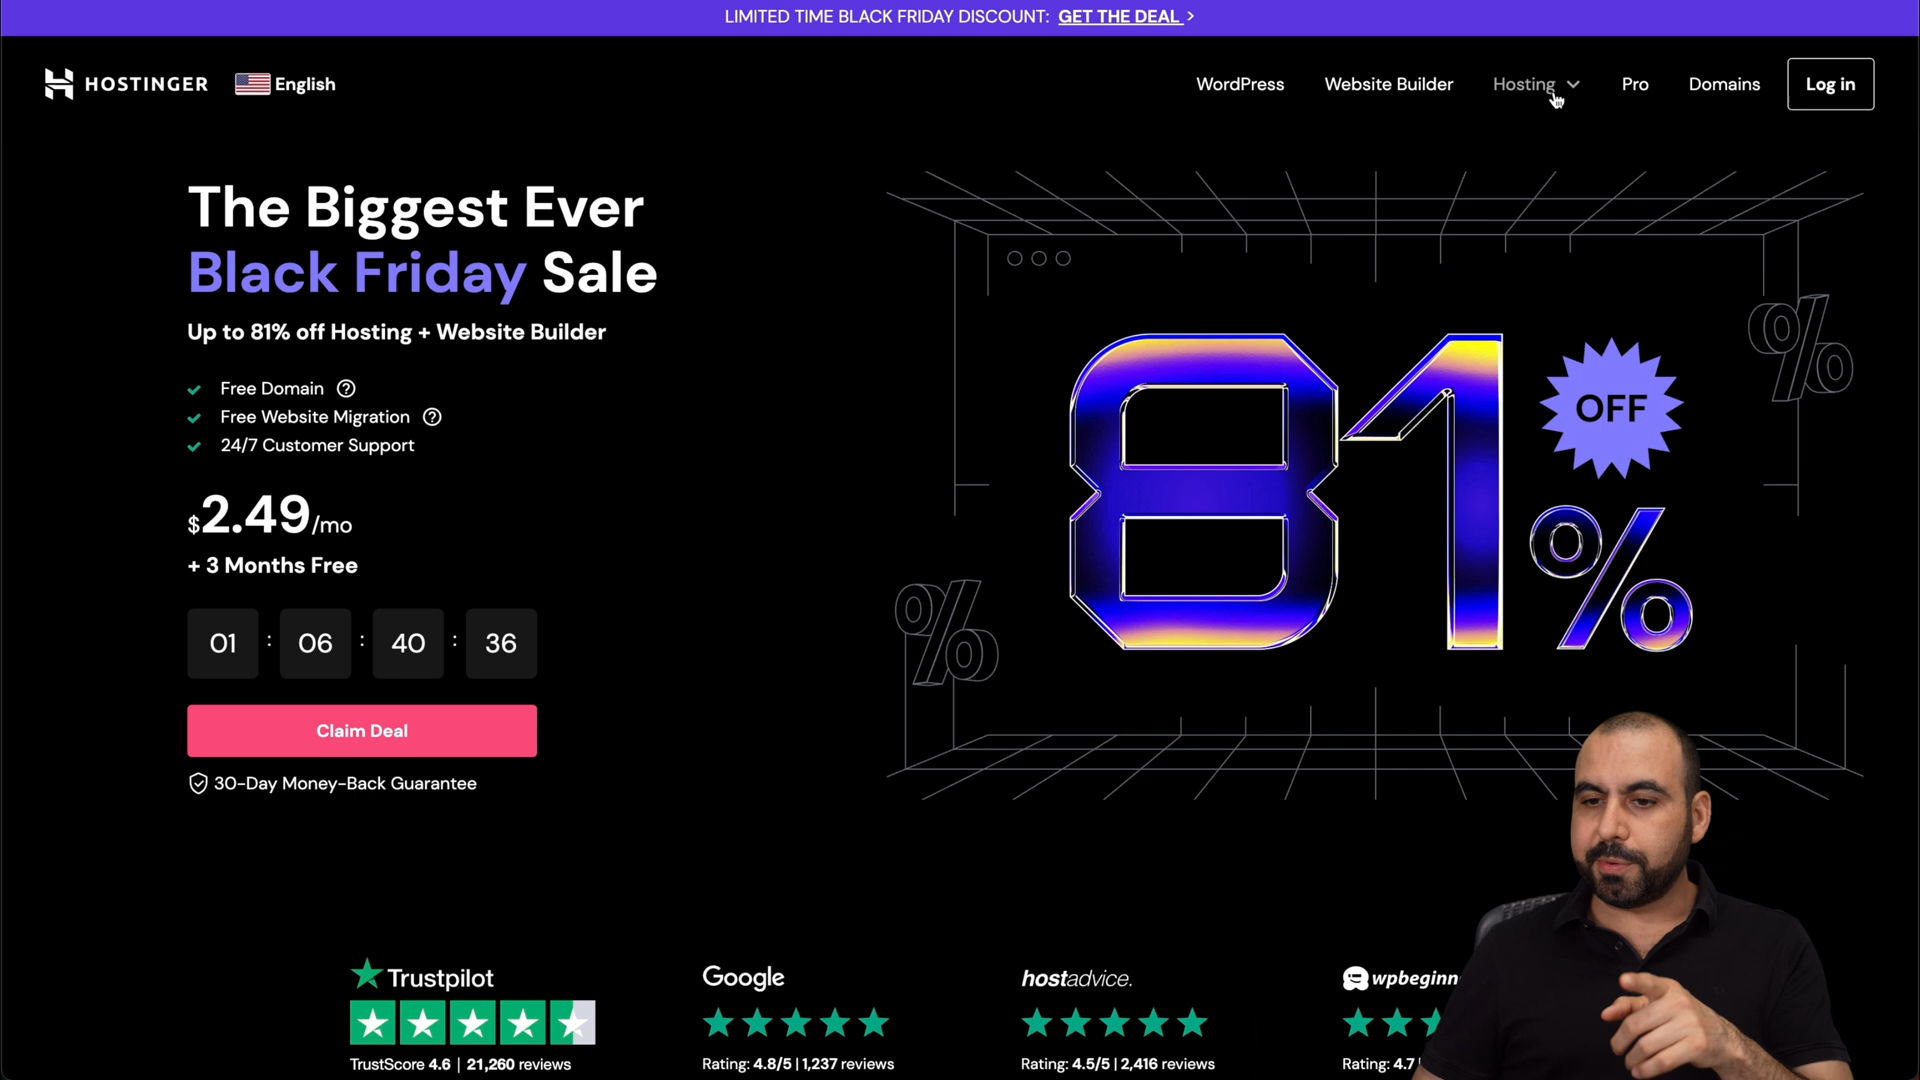 LIMITED TIME BLACK FRIDAY DISCOUNT: GET THE DEAL >
HOSTINGER English WordPress Website Builder Hosting Pro Domains Log in
The Biggest Ever
Black Friday Sale
Up to 81% off Hosting + Website Builder
Free Domain ?
Free Website Migration ?
24/7 Customer Support
$2.49/mo
+ 3 Months Free
01 : 06 : 40 : 36
Claim Deal
30-Day Money-Back Guarantee
81%
OFF
%
%
Trustpilot
TrustScore 4.6 | 21,260 reviews
Google
Rating: 4.8/5 | 1,237 reviews
hostadvice.
Rating: 4.5/5 | 2,416 reviews
wpbeginn
Rating: 4.7